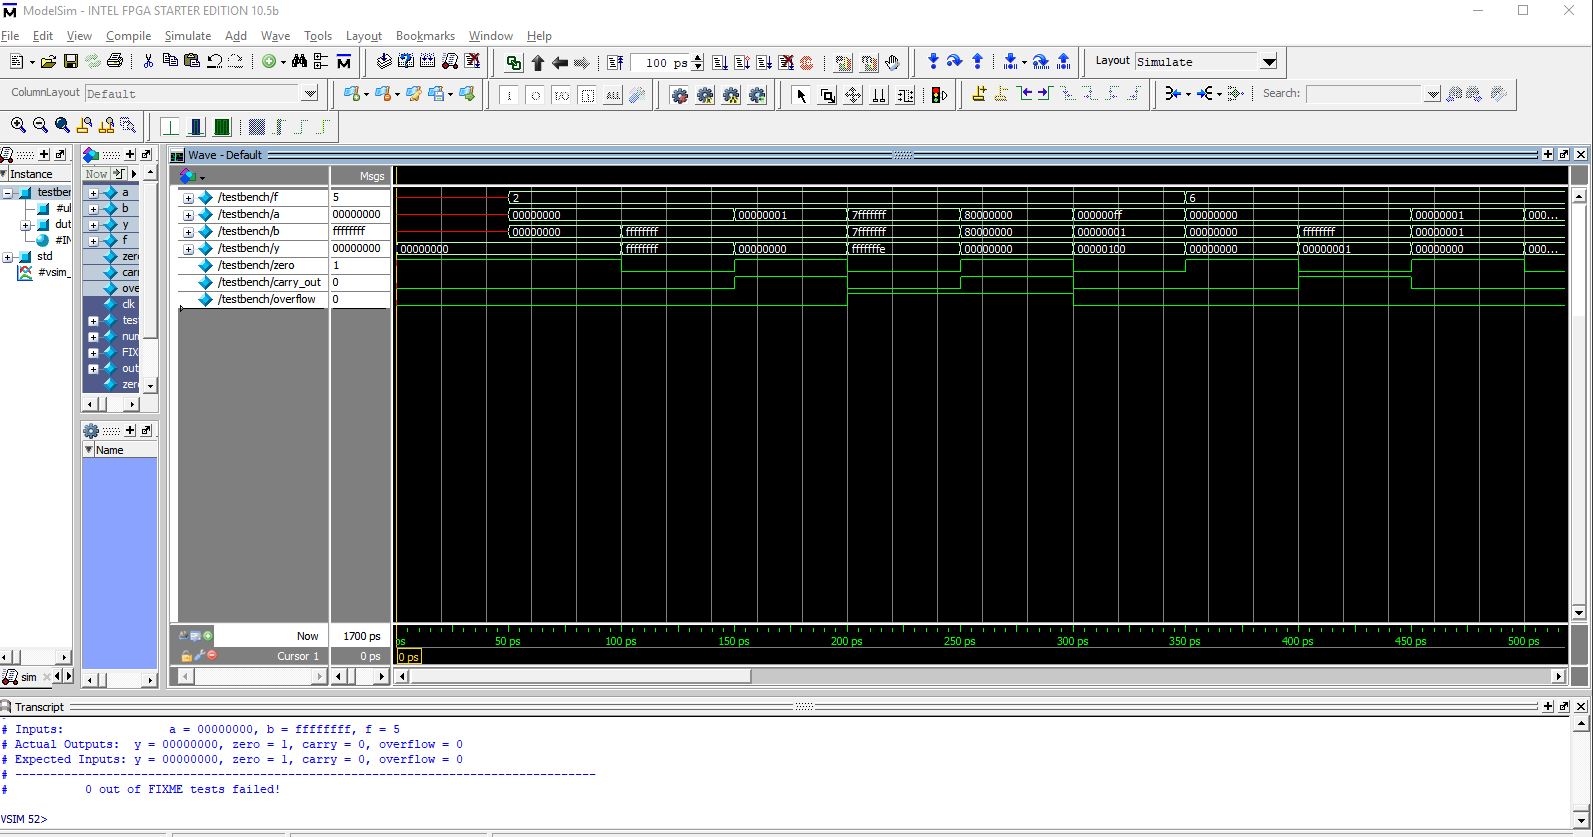 ModelSim - INTEL FPGA STARTER EDITION 10.5b
File Edit View Compile Simulate Add Wave Tools Layout Bookmarks Window Help
100 ps
Layout Simulate
ColumnLayout Default
Search:
Wave - Default
Instance
Now
Msgs
testber
#ul
dut
#IN
std
#vsim_
a
b
y
f
zer
carr
ove
clk
test
num
FIX
out
zer
/testbench/f 5 2 6
/testbench/a 00000000 00000000 00000001 7fffffff 80000000 000000ff 00000000 00000001 000...
/testbench/b ffffffff 00000000 ffffffff 7fffffff 80000000 00000001 00000000 ffffffff 00000001
/testbench/y 00000000 00000000 ffffffff 00000000 fffffffe 00000000 00000100 00000000 00000001 00000000 000...
/testbench/zero 1
/testbench/carry_out 0
/testbench/overflow 0
Name
Now 1700 ps ps 50 ps 100 ps 150 ps 200 ps 250 ps 300 ps 350 ps 400 ps 450 ps 500 ps
Cursor 1 0 ps 0 ps
sim
Transcript
# Inputs: a = 00000000, b = ffffffff, f = 5
# Actual Outputs: y = 00000000, zero = 1, carry = 0, overflow = 0
# Expected Inputs: y = 00000000, zero = 1, carry = 0, overflow = 0
# -----------------------------------------------------------------------------------
# 0 out of FIXME tests failed!
VSIM 52>